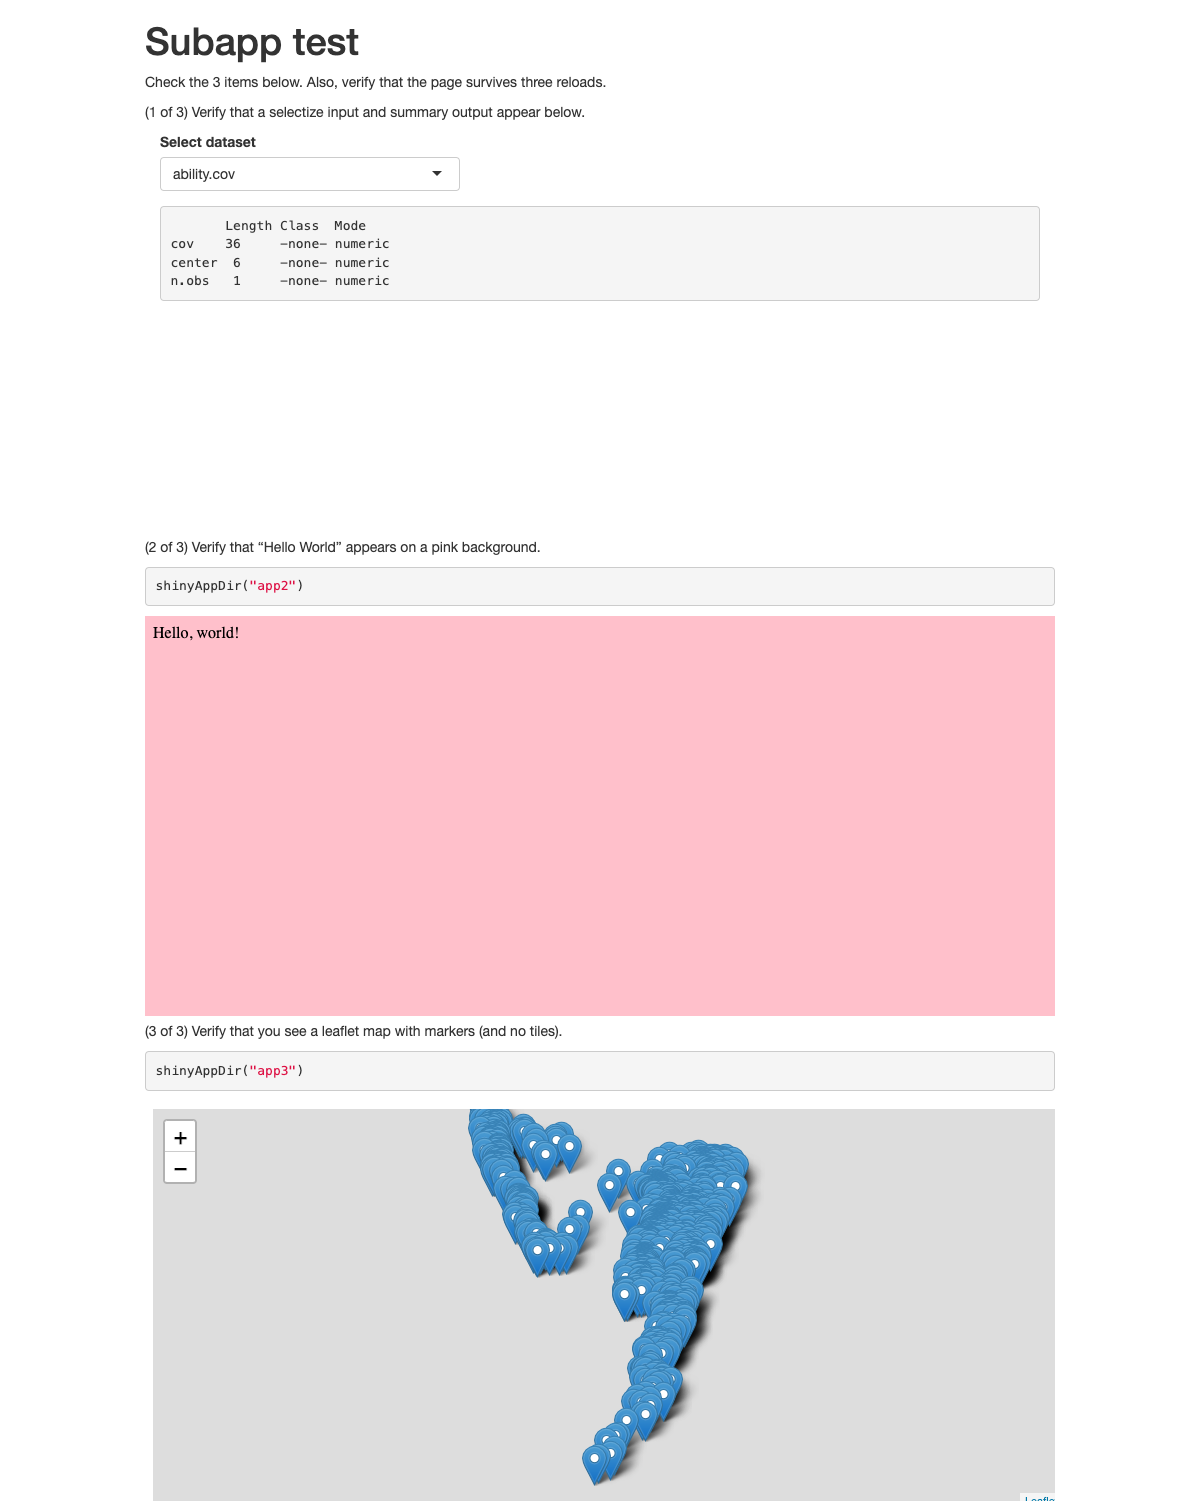 Subapp test
Check the 3 items below. Also, verify that the page survives three reloads.
(1 of 3) Verify that a selectize input and summary output appear below.
Select dataset
ability.cov
Length Class  Mode
cov    36     -none- numeric
center  6     -none- numeric
n.obs   1     -none- numeric
(2 of 3) Verify that “Hello World” appears on a pink background.
shinyAppDir("app2")
Hello, world!
(3 of 3) Verify that you see a leaflet map with markers (and no tiles).
shinyAppDir("app3")
+
−